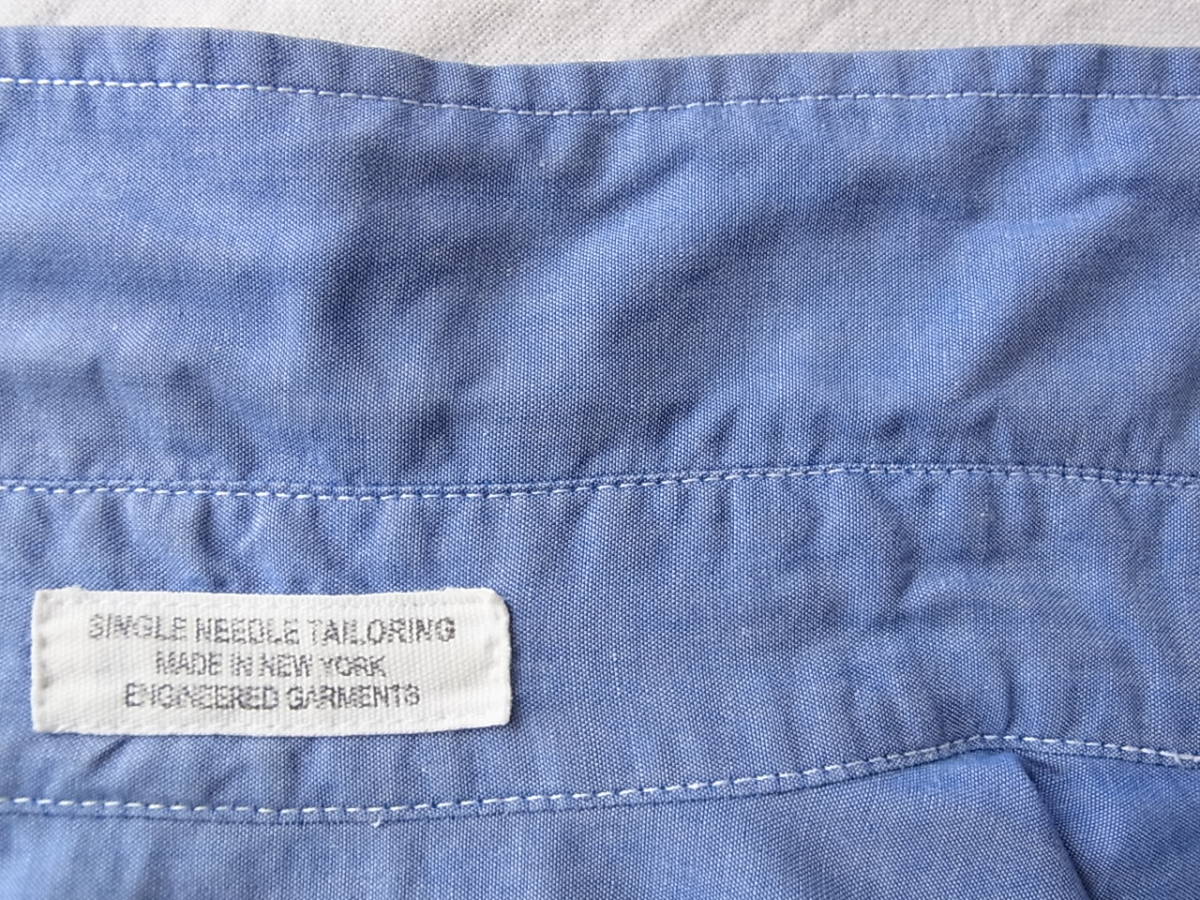 SINGLE NEEDLE TAILORING
MADE IN NEW YORK
ENGINEERED GARMENTS